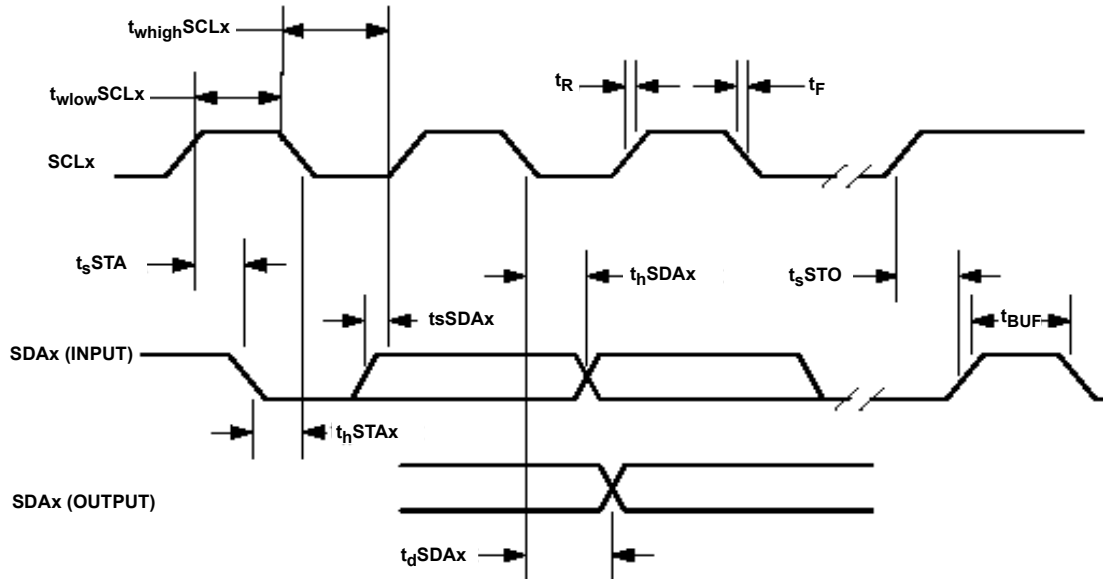 twhighSCLx
twlowSCLx
tR
tF
SCLx
tsSTA
thSDAx
tsSTO
tsSDAx
tBUF
SDAx (INPUT)
thSTAx
SDAx (OUTPUT)
tdSDAx